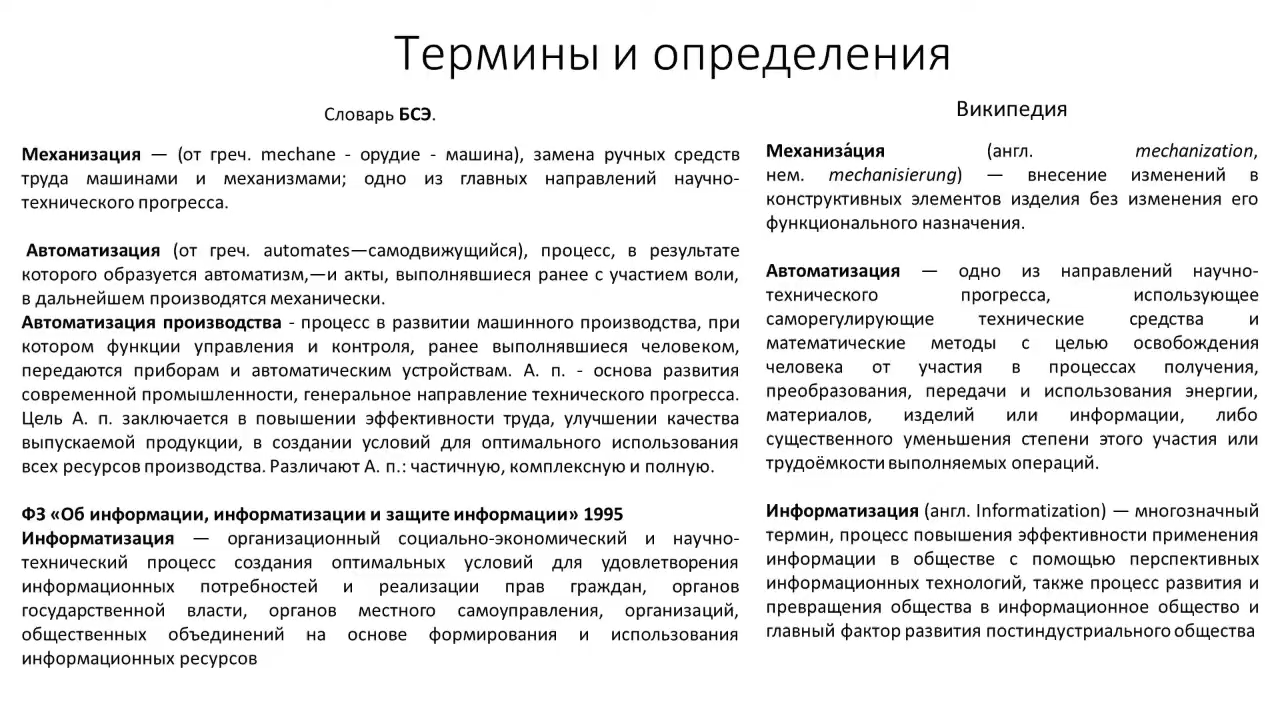 Термины и определения
Словарь БСЭ.
Механизация — (от греч. mechane - орудие - машина), замена ручных средств
труда машинами и механизмами; одно из главных направлений научно-
технического прогресса.
Автоматизация (от греч. automates—самодвижущийся), процесс, в результате
которого образуется автоматизм,—и акты, выполнявшиеся ранее с участием воли,
в дальнейшем производятся механически.
Автоматизация производства - процесс в развитии машинного производства, при
котором функции управления и контроля, ранее выполнявшиеся человеком,
передаются приборам и автоматическим устройствам. А. п. - основа развития
современной промышленности, генеральное направление технического прогресса.
Цель А. п. заключается в повышении эффективности труда, улучшении качества
выпускаемой продукции, в создании условий для оптимального использования
всех ресурсов производства. Различают А. п.: частичную, комплексную и полную.
ФЗ «Об информации, информатизации и защите информации» 1995
Информатизация — организационный социально-экономический и научно-
технический процесс создания оптимальных условий для удовлетворения
информационных потребностей и реализации прав граждан, органов
государственной власти, органов местного самоуправления, организаций,
общественных объединений на основе формирования и использования
информационных ресурсов
Википедия
Механиза́ция (англ. mechanization,
нем. mechanisierung) — внесение изменений в
конструктивных элементов изделия без изменения его
функционального назначения.
Автоматизация — одно из направлений научно-
технического прогресса, использующее
саморегулирующие технические средства и
математические методы с целью освобождения
человека от участия в процессах получения,
преобразования, передачи и использования энергии,
материалов, изделий или информации, либо
существенного уменьшения степени этого участия или
трудоёмкости выполняемых операций.
Информатизация (англ. Informatization) — многозначный
термин, процесс повышения эффективности применения
информации в обществе с помощью перспективных
информационных технологий, также процесс развития и
превращения общества в информационное общество и
главный фактор развития постиндустриального общества